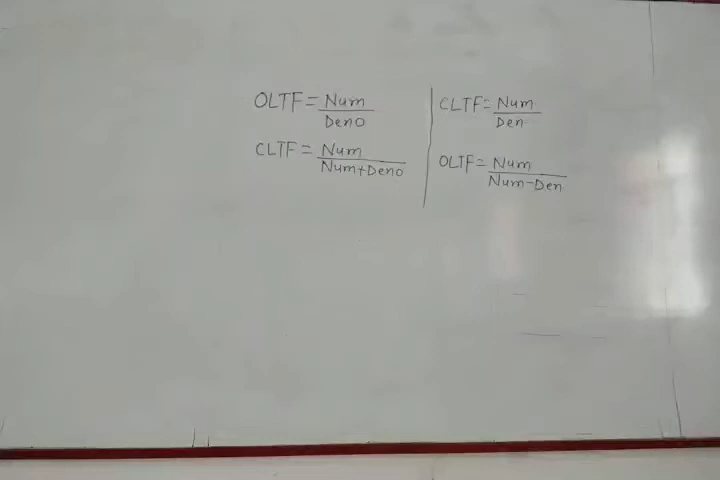 OLTF = Num / Deno
CLTF = Num / Num+Deno
CLTF = Num / Den
OLTF = Num / Num-Den